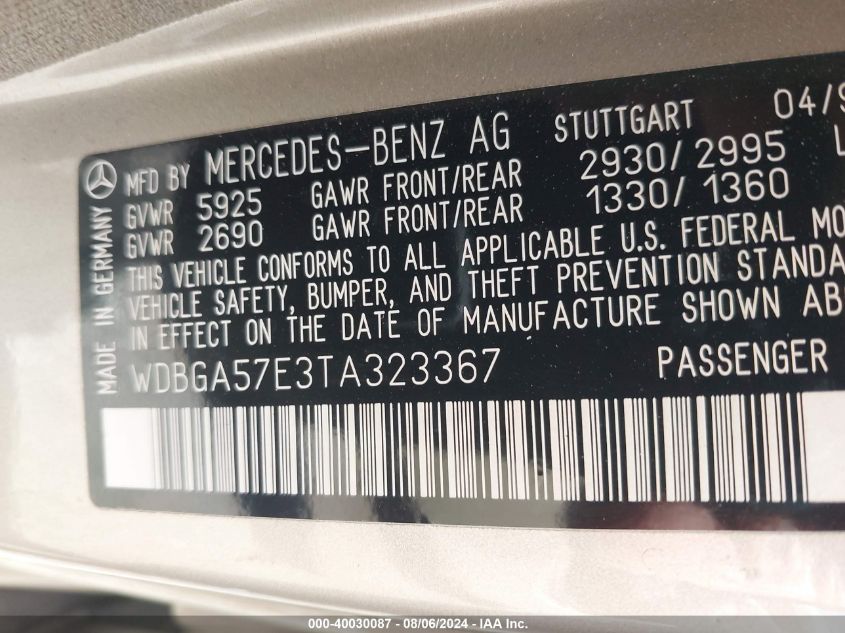 MFD BY MERCEDES-BENZ AG STUTTGART 04/9
GVWR 5925 GAWR FRONT/REAR 2930/ 2995 L
GVWR 2690 GAWR FRONT/REAR 1330/ 1360
THIS VEHICLE CONFORMS TO ALL APPLICABLE U.S. FEDERAL MO
VEHICLE SAFETY, BUMPER, AND THEFT PREVENTION STANDA
IN EFFECT ON THE DATE OF MANUFACTURE SHOWN AB
WDBGA57E3TA323367 PASSENGER
MADE IN GERMANY
000-40030087 - 08/06/2024 - IAA Inc.